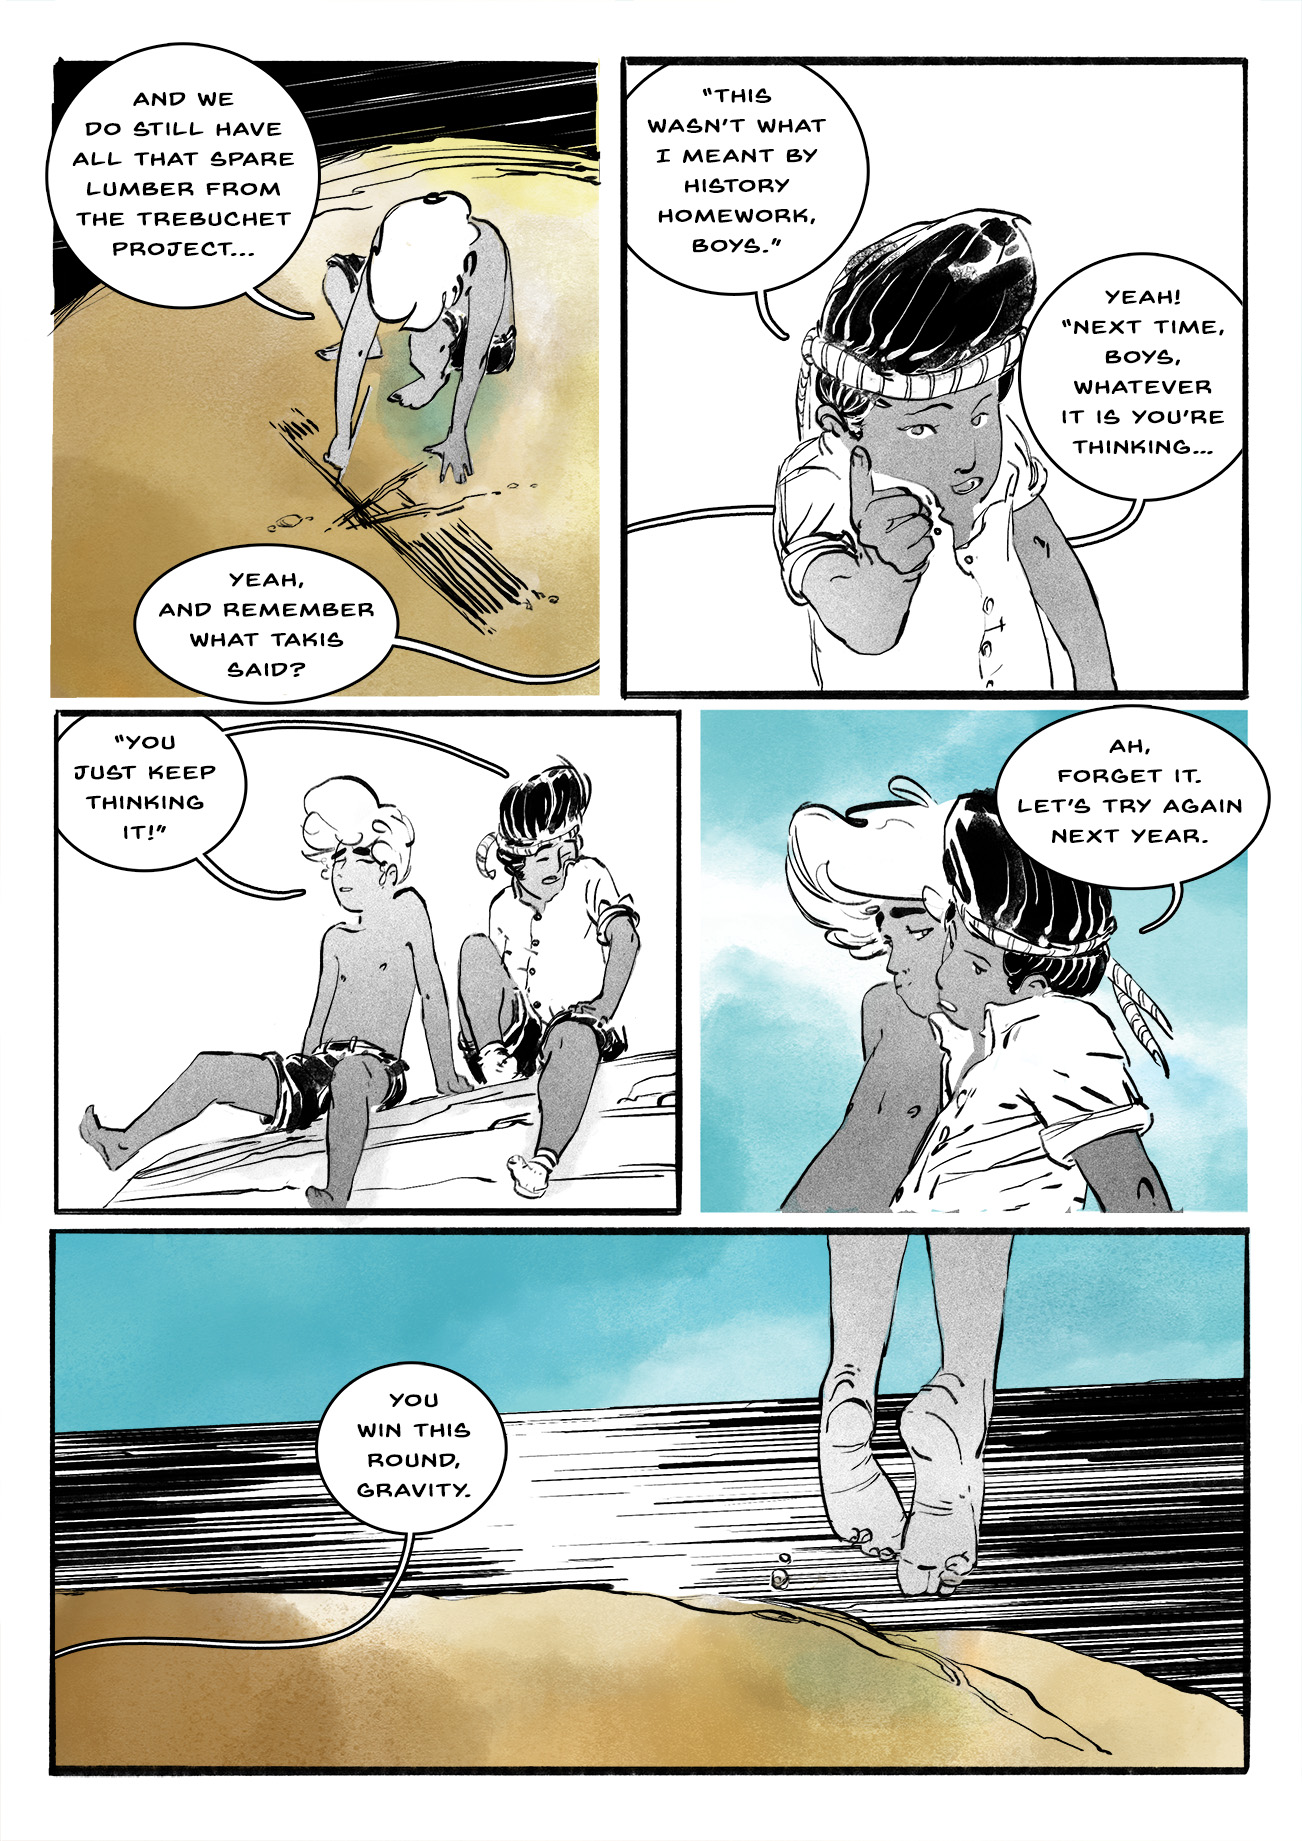 AND WE
DO STILL HAVE
ALL THAT SPARE
LUMBER FROM
THE TREBUCHET
PROJECT...
YEAH,
AND REMEMBER
WHAT TAKIS
SAID?
"THIS
WASN'T WHAT
I MEANT BY
HISTORY
HOMEWORK,
BOYS."
YEAH!
"NEXT TIME,
BOYS,
WHATEVER
IT IS YOU'RE
THINKING...
"YOU
JUST KEEP
THINKING
IT!"
AH,
FORGET IT.
LET'S TRY AGAIN
NEXT YEAR.
YOU
WIN THIS
ROUND,
GRAVITY.